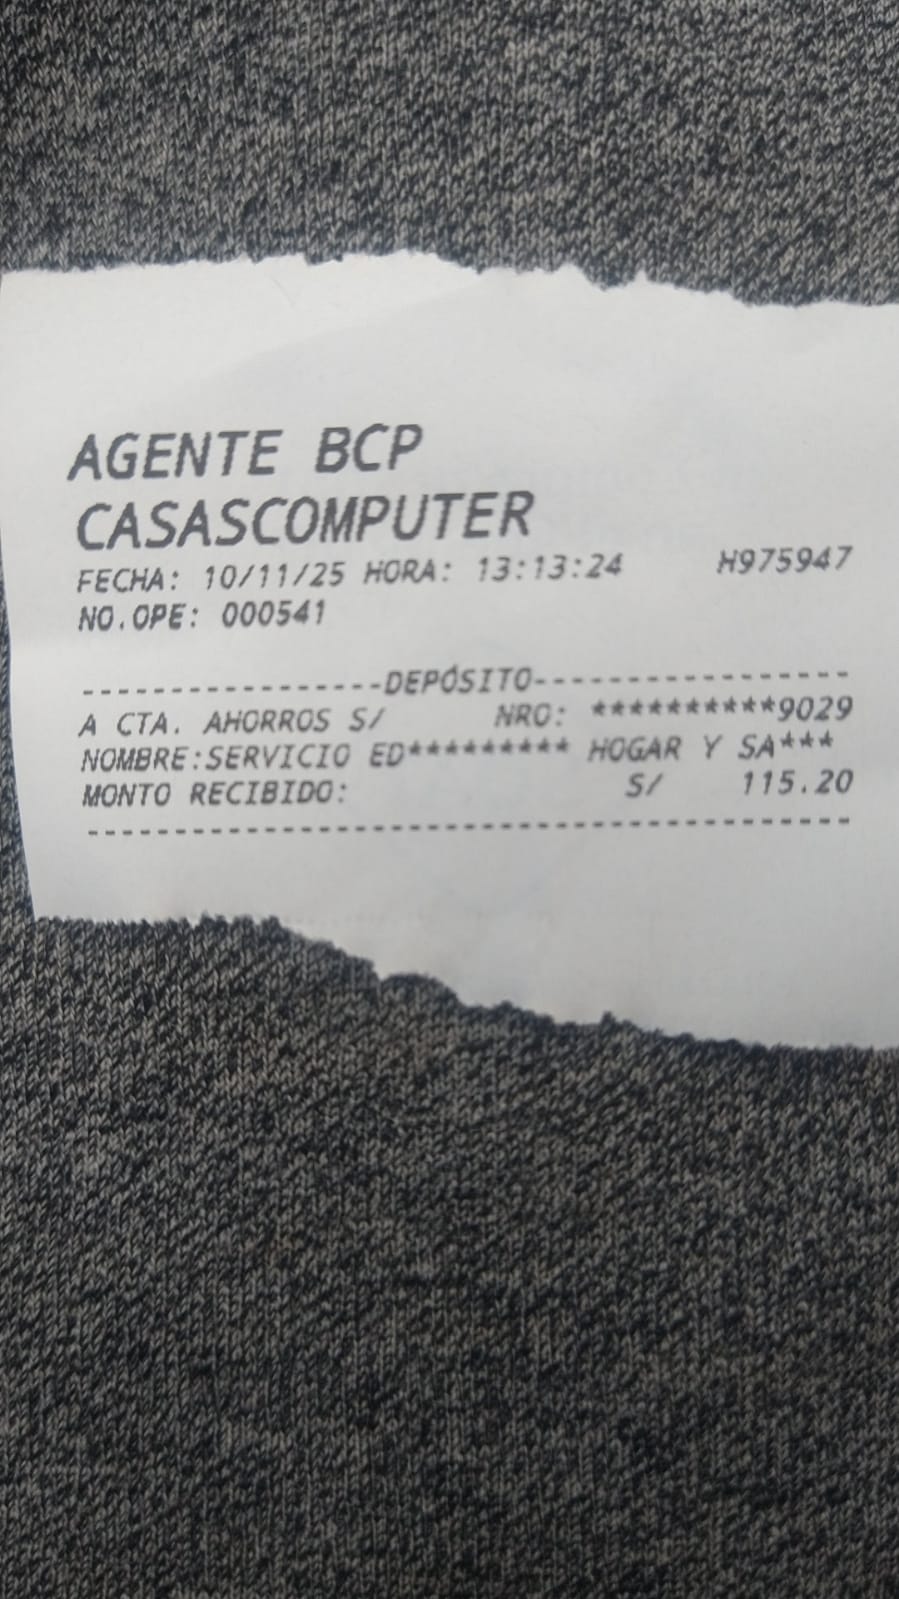 AGENTE BCP
CASASCOMPUTER
FECHA: 10/11/25 HORA: 13:13:24 H975947
NO.OPE: 000541
-----------------DEPÓSITO------------------
A CTA. AHORROS S/ NRO: **********9029
NOMBRE:SERVICIO ED********* HOGAR Y SA***
MONTO RECIBIDO: S/ 115.20
-------------------------------------------